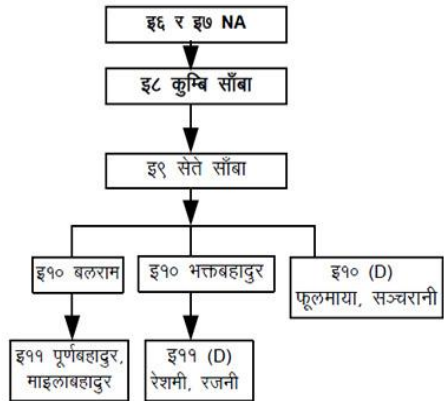 इ६ र इ७ NA
इ८ कुम्बि साँबा
इ९ सेते साँबा
इ१० बलराम
इ१० भक्तबहादुर
इ१० (D)
फूलमाया, सञ्चरानी
इ११ पूर्णबहादुर,
माइलाबहादुर
इ११ (D)
रेशमी, रजनी